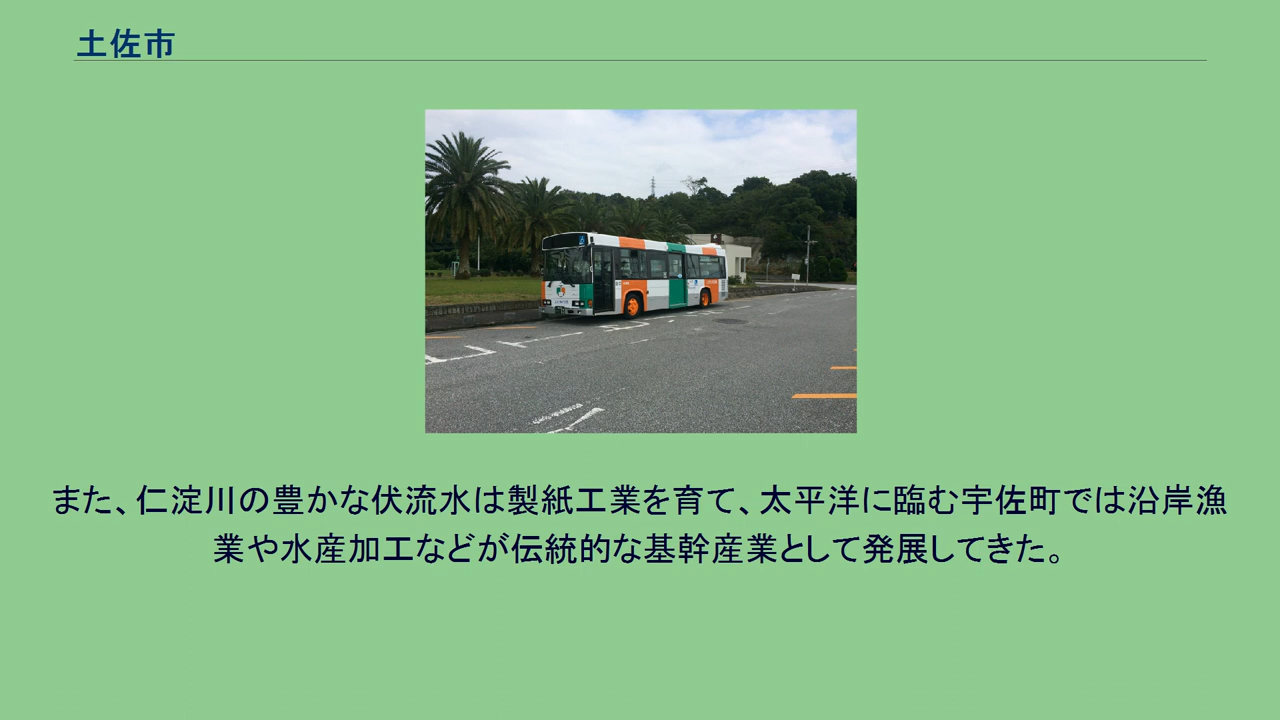 土佐市
また、仁淀川の豊かな伏流水は製紙工業を育て、太平洋に臨む宇佐町では沿岸漁
業や水産加工などが伝統的な基幹産業として発展してきた。